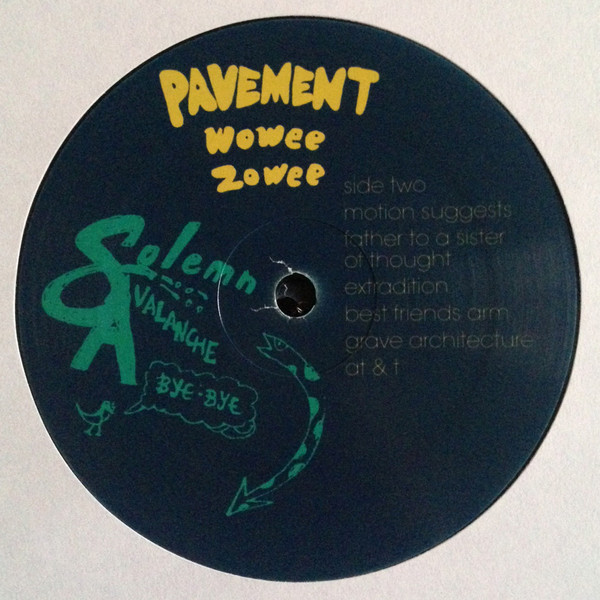 PAVEMENT
Wowee
Zowee
side two
motion suggests
father to a sister
of thought
extradition
best friends arm
grave architecture
at & t
Solemn
AVALANCHE
BYE-BYE